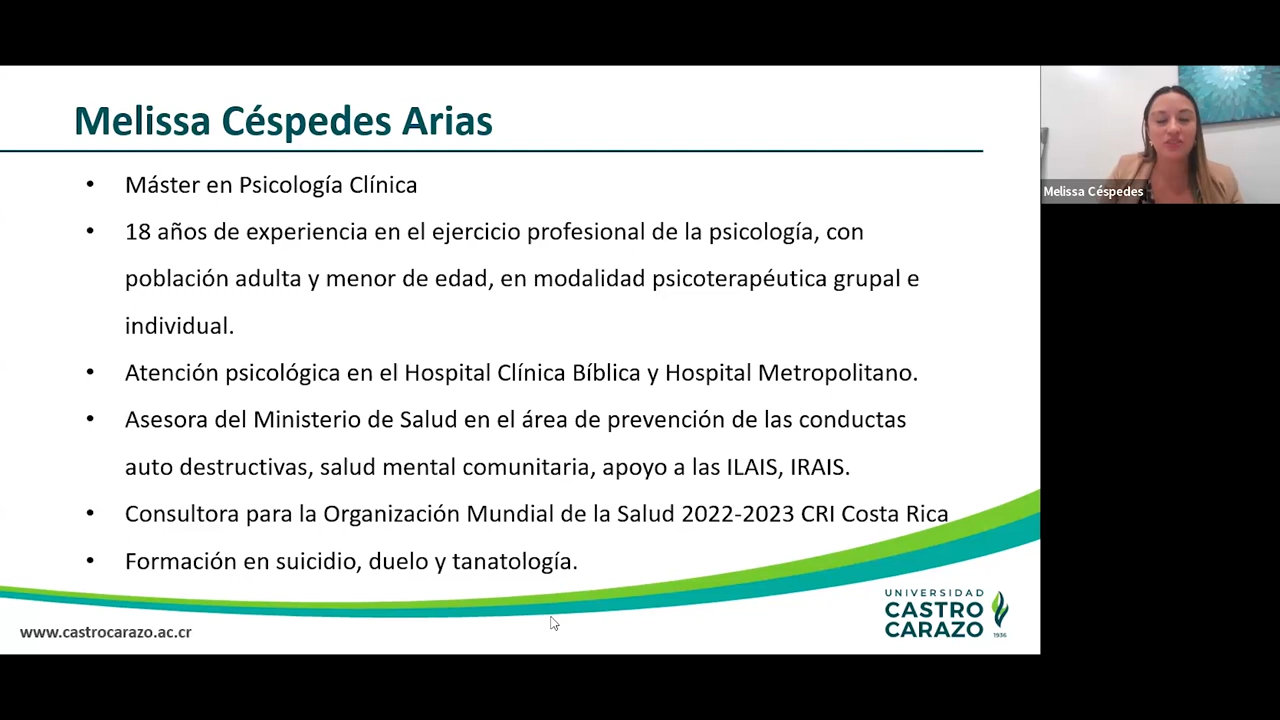 Melissa Céspedes Arias
• Máster en Psicología Clínica
• 18 años de experiencia en el ejercicio profesional de la psicología, con
población adulta y menor de edad, en modalidad psicoterapéutica grupal e
individual.
• Atención psicológica en el Hospital Clínica Bíblica y Hospital Metropolitano.
• Asesora del Ministerio de Salud en el área de prevención de las conductas
auto destructivas, salud mental comunitaria, apoyo a las ILAIS, IRAIS.
• Consultora para la Organización Mundial de la Salud 2022-2023 CRI Costa Rica
• Formación en suicidio, duelo y tanatología.
www.castrocarazo.ac.cr
UNIVERSIDAD
CASTRO
CARAZO
1936
Melissa Céspedes